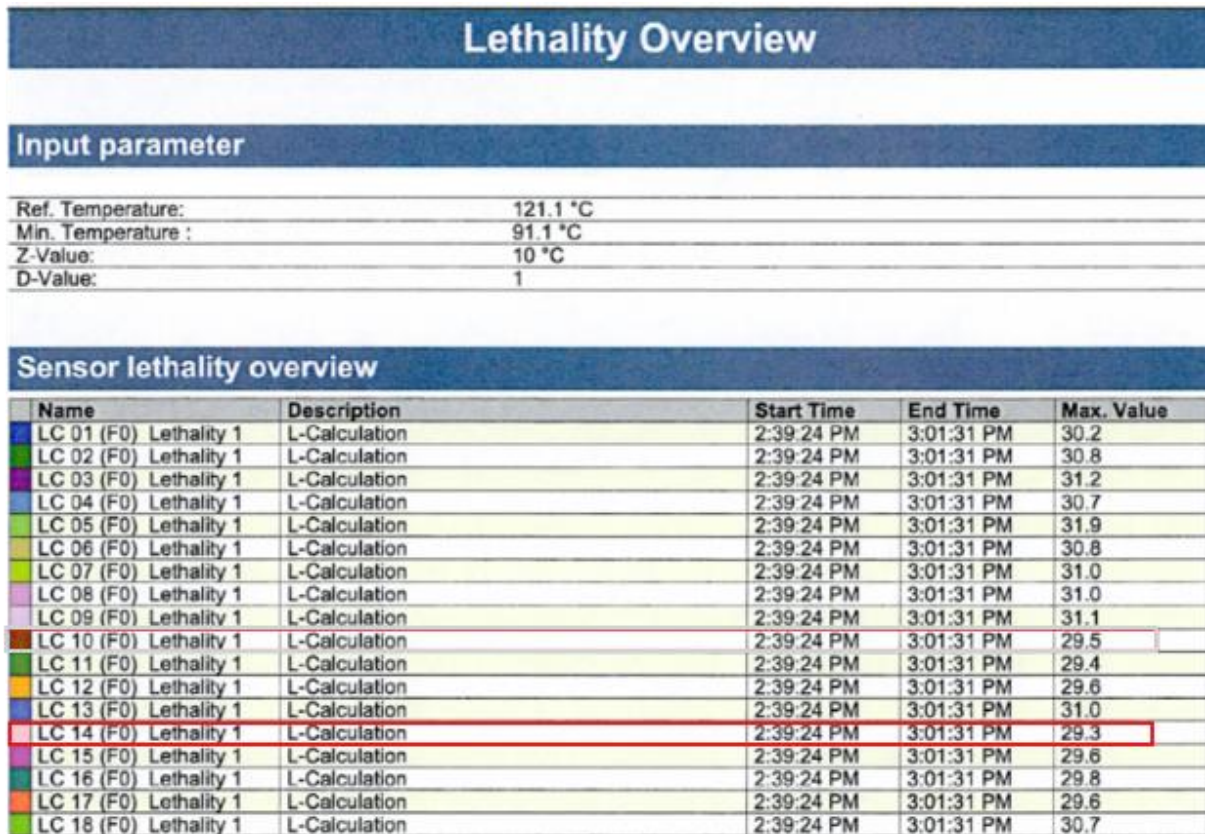 Lethality Overview
Input parameter
Ref. Temperature: 121.1 °C
Min. Temperature : 91.1 °C
Z-Value: 10 °C
D-Value: 1
Sensor lethality overview
Name Description Start Time End Time Max. Value
LC 01 (F0) Lethality 1 L-Calculation 2:39:24 PM 3:01:31 PM 30.2
LC 02 (F0) Lethality 1 L-Calculation 2:39:24 PM 3:01:31 PM 30.8
LC 03 (F0) Lethality 1 L-Calculation 2:39:24 PM 3:01:31 PM 31.2
LC 04 (F0) Lethality 1 L-Calculation 2:39:24 PM 3:01:31 PM 30.7
LC 05 (F0) Lethality 1 L-Calculation 2:39:24 PM 3:01:31 PM 31.9
LC 06 (F0) Lethality 1 L-Calculation 2:39:24 PM 3:01:31 PM 30.8
LC 07 (F0) Lethality 1 L-Calculation 2:39:24 PM 3:01:31 PM 31.0
LC 08 (F0) Lethality 1 L-Calculation 2:39:24 PM 3:01:31 PM 31.0
LC 09 (F0) Lethality 1 L-Calculation 2:39:24 PM 3:01:31 PM 31.1
LC 10 (F0) Lethality 1 L-Calculation 2:39:24 PM 3:01:31 PM 29.5
LC 11 (F0) Lethality 1 L-Calculation 2:39:24 PM 3:01:31 PM 29.4
LC 12 (F0) Lethality 1 L-Calculation 2:39:24 PM 3:01:31 PM 29.6
LC 13 (F0) Lethality 1 L-Calculation 2:39:24 PM 3:01:31 PM 31.0
LC 14 (F0) Lethality 1 L-Calculation 2:39:24 PM 3:01:31 PM 29.3
LC 15 (F0) Lethality 1 L-Calculation 2:39:24 PM 3:01:31 PM 29.6
LC 16 (F0) Lethality 1 L-Calculation 2:39:24 PM 3:01:31 PM 29.8
LC 17 (F0) Lethality 1 L-Calculation 2:39:24 PM 3:01:31 PM 29.6
LC 18 (F0) Lethality 1 L-Calculation 2:39:24 PM 3:01:31 PM 30.7